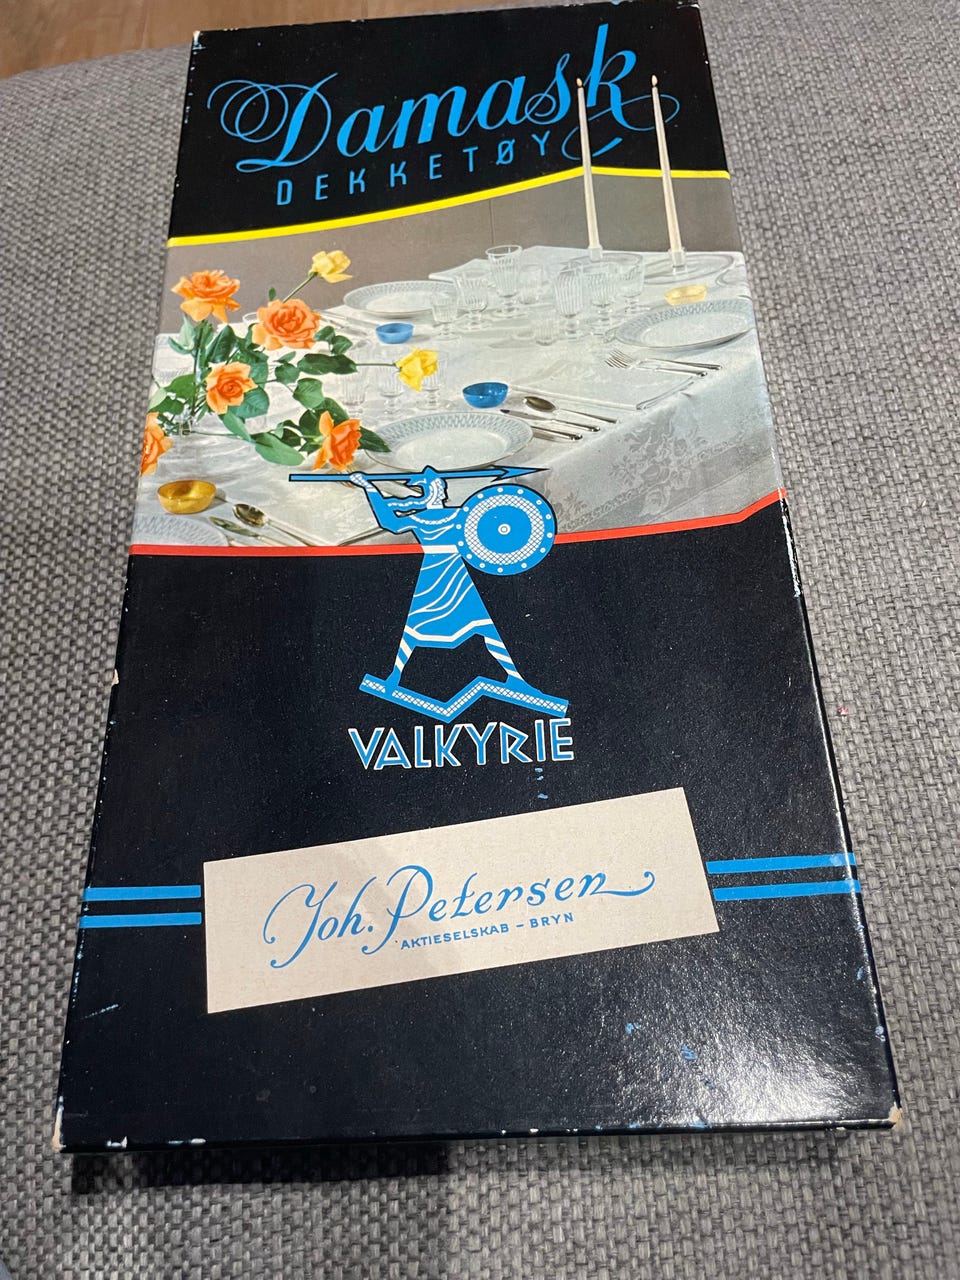 Damask
DEKKETØY
VALKYRIE
Joh. Petersen
AKTIESELSKAB - BRYN